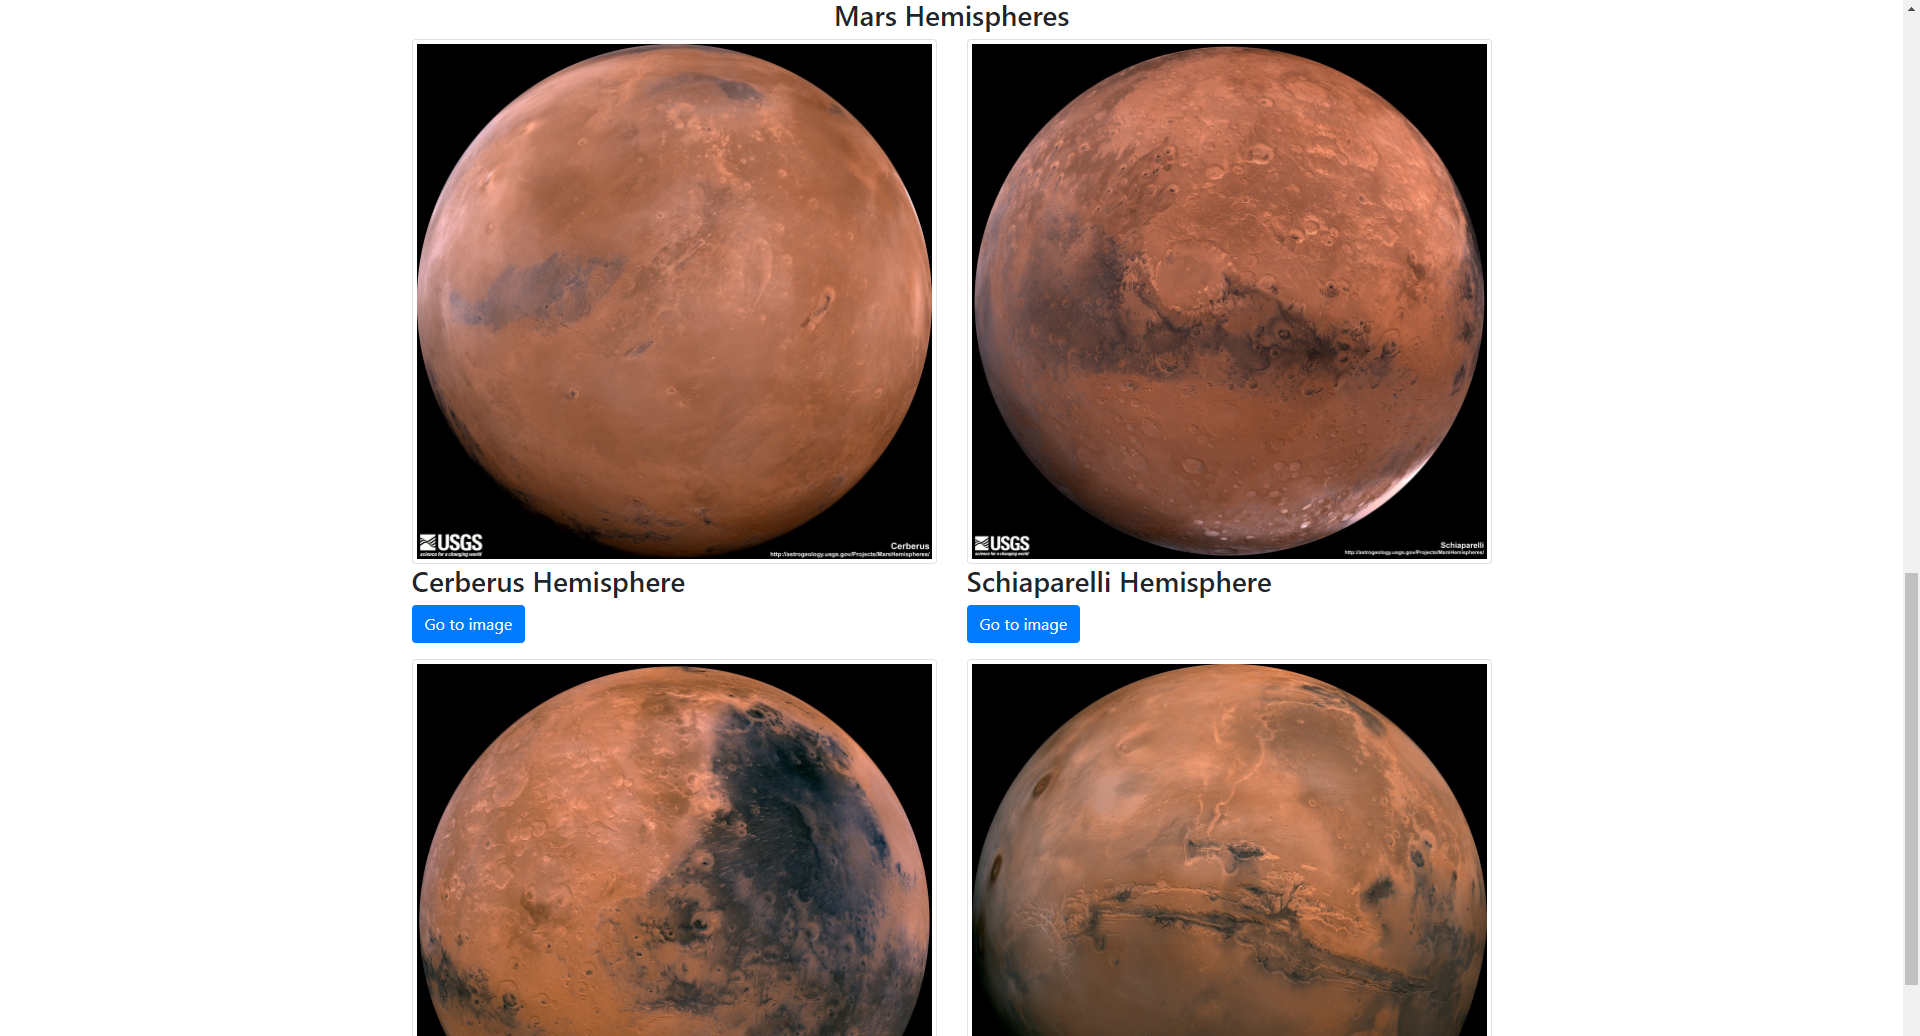 Mars Hemispheres
USGS
science for a changing world
Cerberus
http://astrogeology.usgs.gov/Projects/MarsHemispheres/
USGS
science for a changing world
Schiaparelli
http://astrogeology.usgs.gov/Projects/MarsHemispheres/
Cerberus Hemisphere
Schiaparelli Hemisphere
Go to image
Go to image